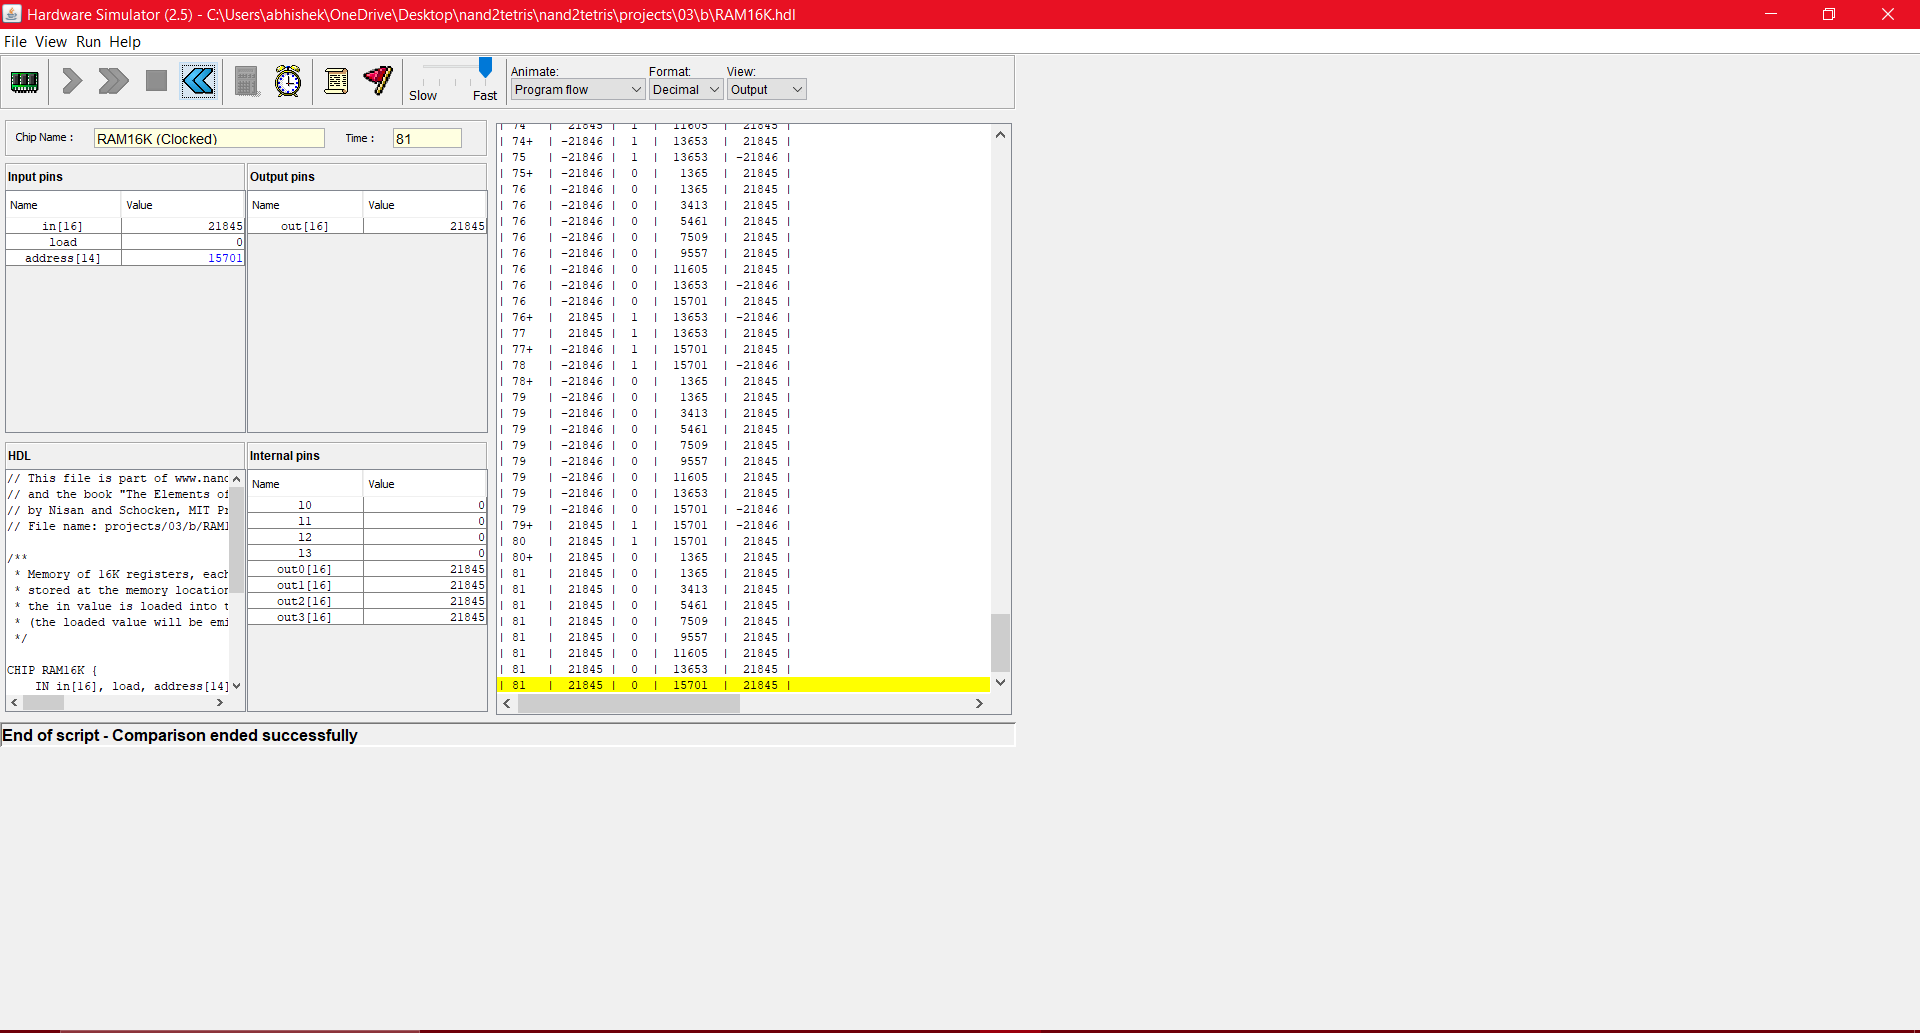 Hardware Simulator (2.5) - C:\Users\abhishek\OneDrive\Desktop\nand2tetris\nand2tetris\projects\03\b\RAM16K.hdl
File View Run Help
Slow Fast
Animate: Format: View:
Program flow Decimal Output
Chip Name : RAM16K (Clocked) Time : 81
Input pins
Name Value
in[16] 21845
load 0
address[14] 15701
Output pins
Name Value
out[16] 21845
HDL
// This file is part of www.nand
// and the book "The Elements of
// by Nisan and Schocken, MIT Pr
// File name: projects/03/b/RAM1
/**
* Memory of 16K registers, each
* stored at the memory location
* the in value is loaded into t
* (the loaded value will be emi
*/
CHIP RAM16K {
IN in[16], load, address[14]
Internal pins
Name Value
l0 0
l1 0
l2 0
l3 0
out0[16] 21845
out1[16] 21845
out2[16] 21845
out3[16] 21845
| 74 | 21845 | 1 | 11605 | 21845 |
| 74+ | -21846 | 1 | 13653 | 21845 |
| 75 | -21846 | 1 | 13653 | -21846 |
| 75+ | -21846 | 0 | 1365 | 21845 |
| 76 | -21846 | 0 | 1365 | 21845 |
| 76 | -21846 | 0 | 3413 | 21845 |
| 76 | -21846 | 0 | 5461 | 21845 |
| 76 | -21846 | 0 | 7509 | 21845 |
| 76 | -21846 | 0 | 9557 | 21845 |
| 76 | -21846 | 0 | 11605 | 21845 |
| 76 | -21846 | 0 | 13653 | -21846 |
| 76 | -21846 | 0 | 15701 | 21845 |
| 76+ | 21845 | 1 | 13653 | -21846 |
| 77 | 21845 | 1 | 13653 | 21845 |
| 77+ | -21846 | 1 | 15701 | 21845 |
| 78 | -21846 | 1 | 15701 | -21846 |
| 78+ | -21846 | 0 | 1365 | 21845 |
| 79 | -21846 | 0 | 1365 | 21845 |
| 79 | -21846 | 0 | 3413 | 21845 |
| 79 | -21846 | 0 | 5461 | 21845 |
| 79 | -21846 | 0 | 7509 | 21845 |
| 79 | -21846 | 0 | 9557 | 21845 |
| 79 | -21846 | 0 | 11605 | 21845 |
| 79 | -21846 | 0 | 13653 | 21845 |
| 79 | -21846 | 0 | 15701 | -21846 |
| 79+ | 21845 | 1 | 15701 | -21846 |
| 80 | 21845 | 1 | 15701 | 21845 |
| 80+ | 21845 | 0 | 1365 | 21845 |
| 81 | 21845 | 0 | 1365 | 21845 |
| 81 | 21845 | 0 | 3413 | 21845 |
| 81 | 21845 | 0 | 5461 | 21845 |
| 81 | 21845 | 0 | 7509 | 21845 |
| 81 | 21845 | 0 | 9557 | 21845 |
| 81 | 21845 | 0 | 11605 | 21845 |
| 81 | 21845 | 0 | 13653 | 21845 |
| 81 | 21845 | 0 | 15701 | 21845 |
End of script - Comparison ended successfully